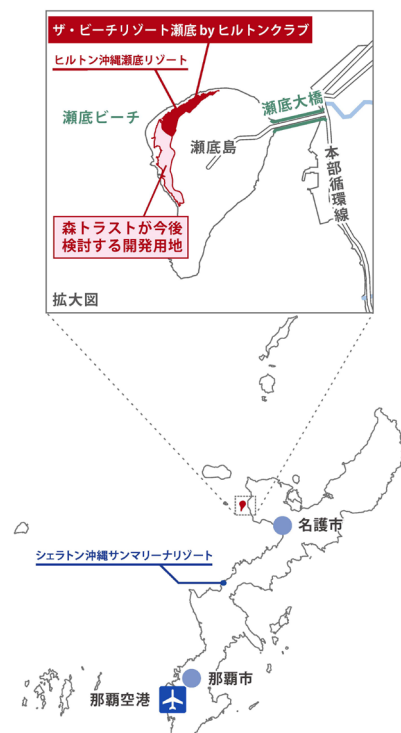 ザ・ビーチリゾート瀬底 by ヒルトンクラブ
ヒルトン沖縄瀬底リゾート
瀬底ビーチ
瀬底大橋
瀬底島
本部循環線
森トラストが今後
検討する開発用地
拡大図
名護市
シェラトン沖縄サンマリーナリゾート
那覇市
那覇空港